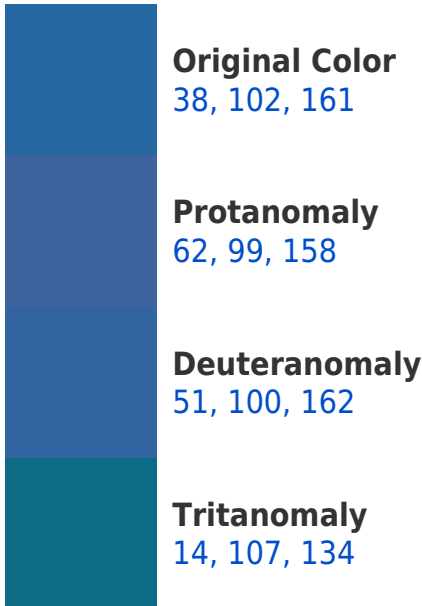 Original Color
38, 102, 161
Protanomaly
62, 99, 158
Deuteranomaly
51, 100, 162
Tritanomaly
14, 107, 134